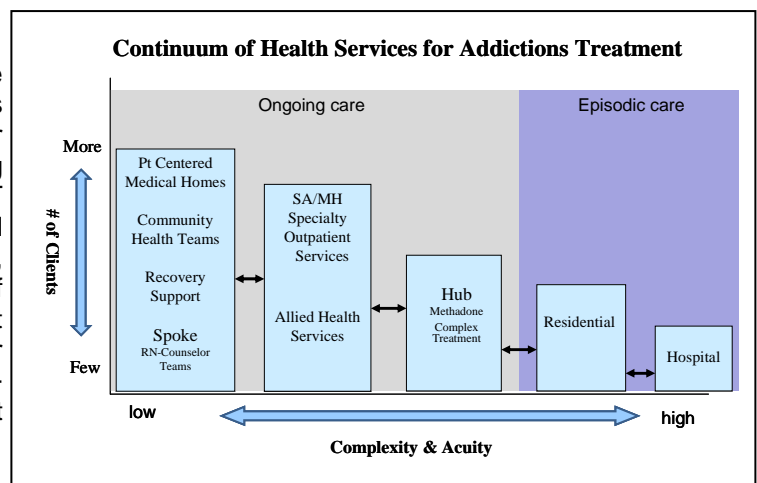 Continuum of Health Services for Addictions Treatment
Ongoing care
Episodic care
More
# of Clients
Few
Pt Centered
Medical Homes
Community
Health Teams
Recovery
Support
Spoke
RN-Counselor
Teams
SA/MH
Specialty
Outpatient
Services
Allied Health
Services
Hub
Methadone
Complex
Treatment
Residential
Hospital
low
high
Complexity & Acuity